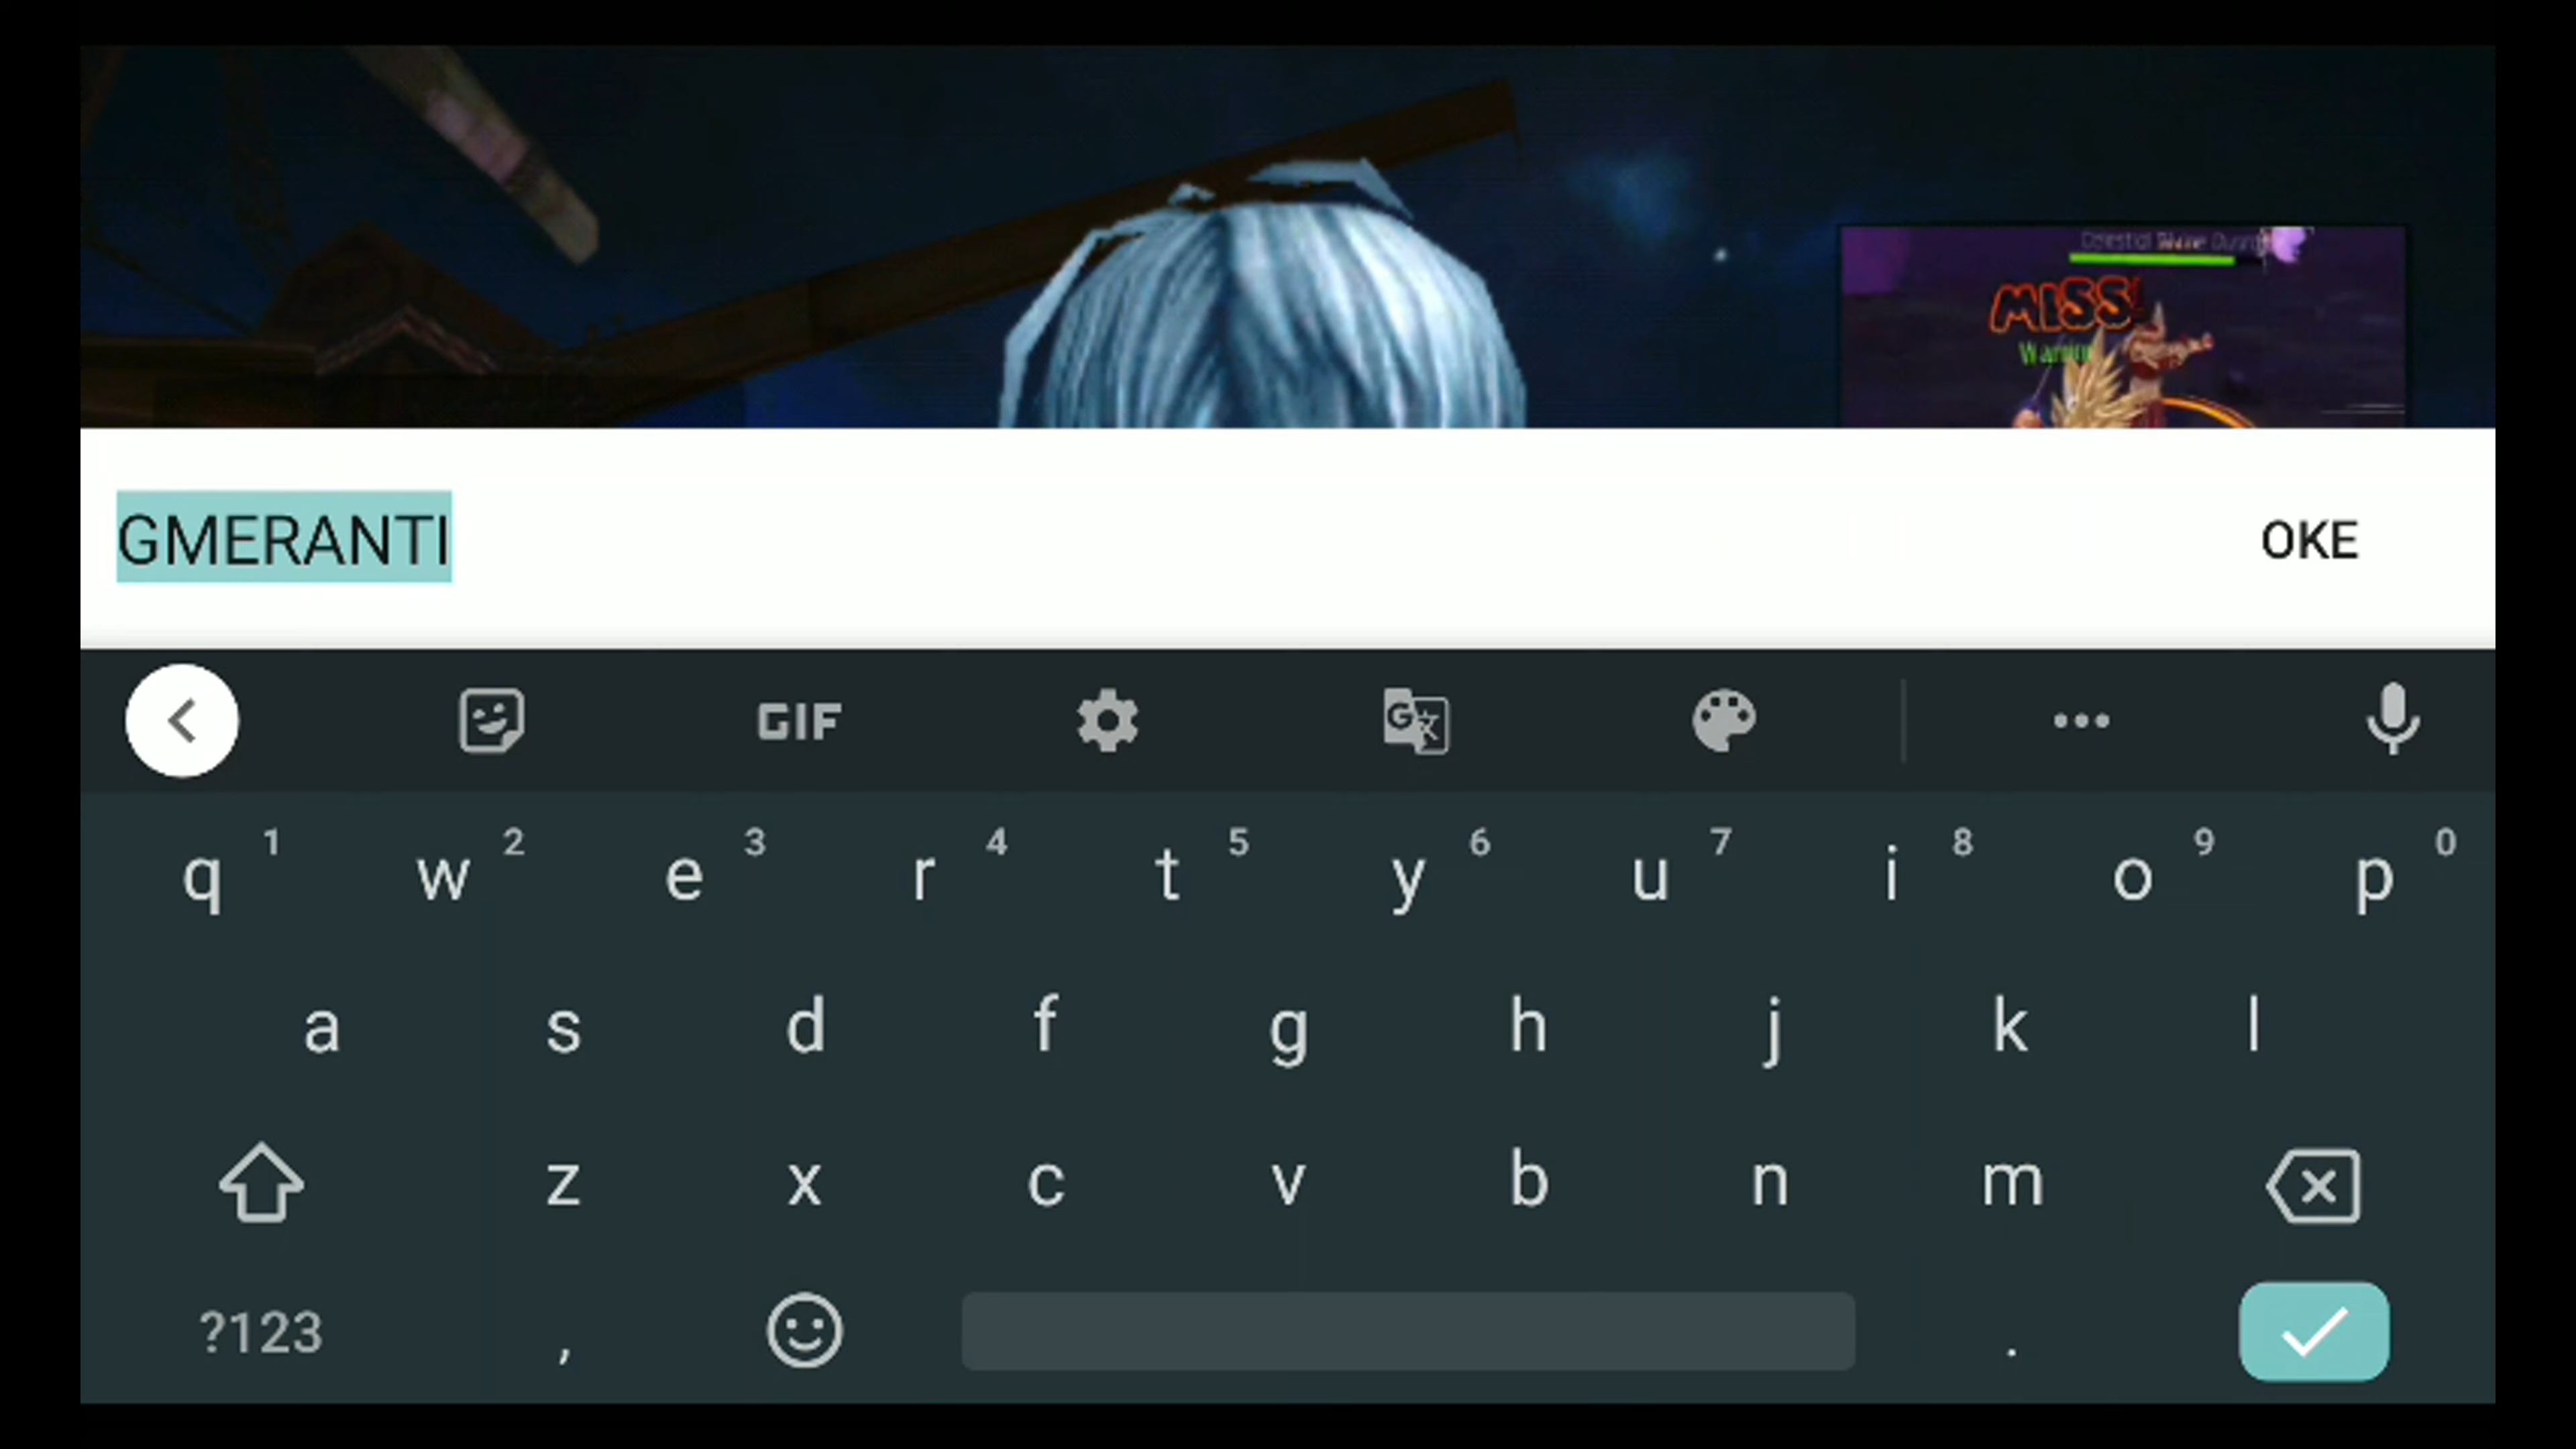 MISS!
GMERANTI
OKE
GIF
q 1 w 2 e 3 r 4 t 5 y 6 u 7 i 8 o 9 p 0
a s d f g h j k l
z x c v b n m
?123 , .